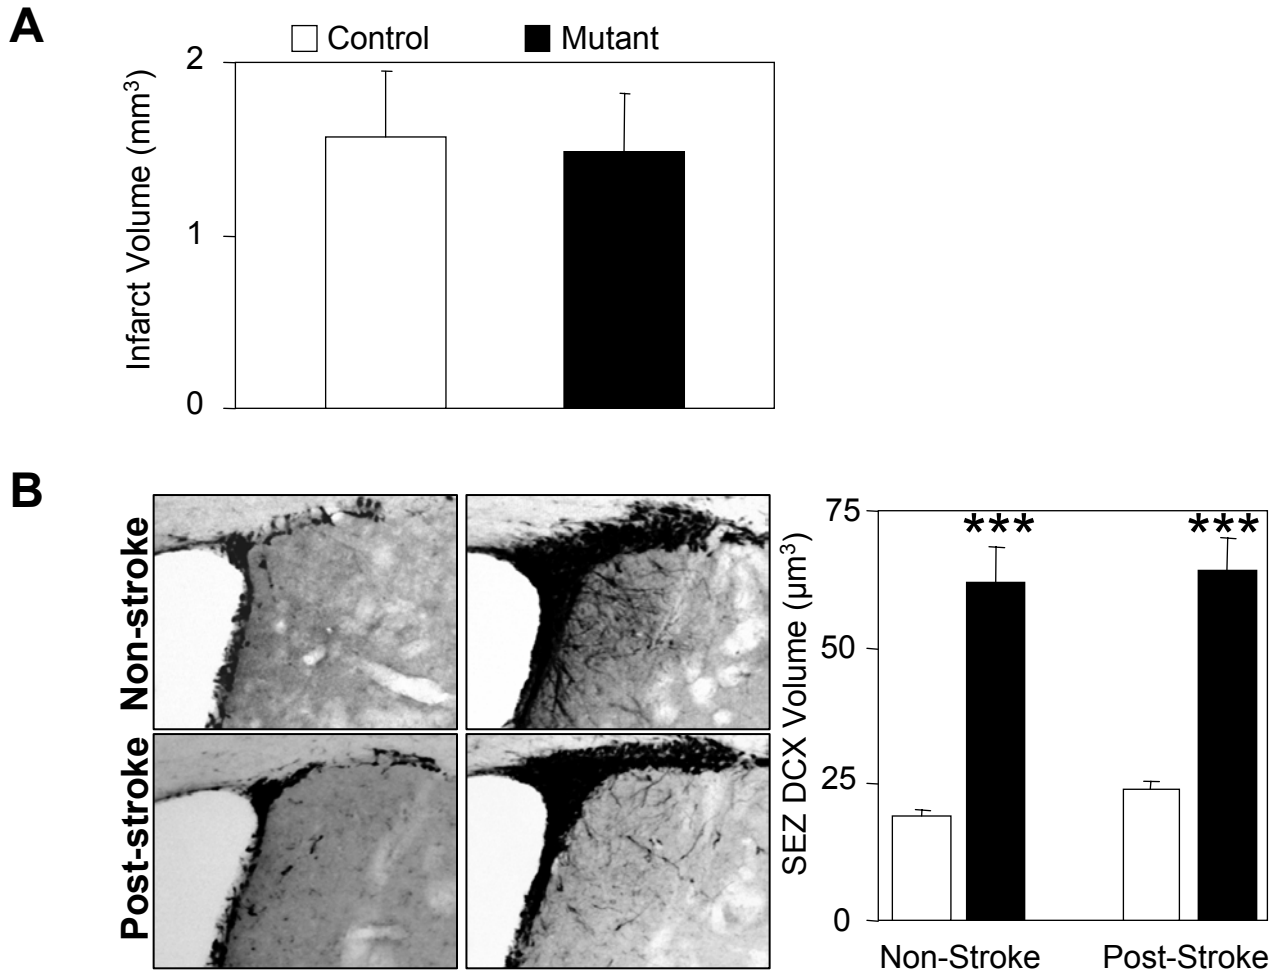 A
Control
Mutant
Infarct Volume (mm³)
2
1
0
B
Non-stroke
Post-stroke
SEZ DCX Volume (µm³)
75
50
25
0
***
***
Non-Stroke
Post-Stroke